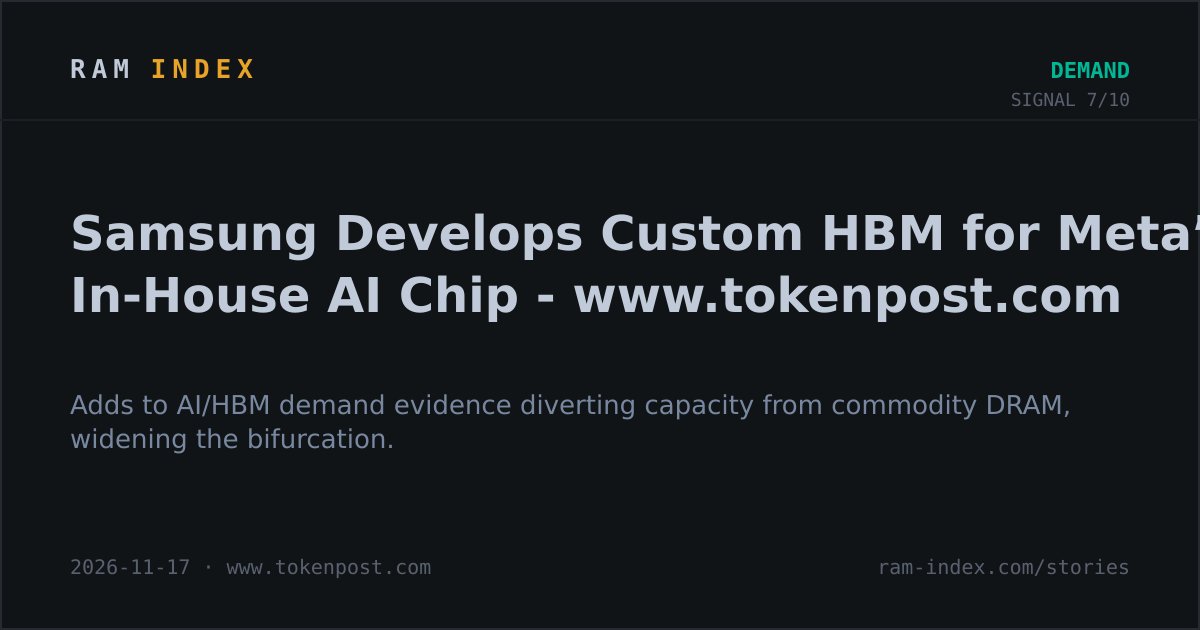 RAM INDEX
DEMAND
SIGNAL 7/10
Samsung Develops Custom HBM for Meta'
In-House AI Chip - www.tokenpost.com
Adds to AI/HBM demand evidence diverting capacity from commodity DRAM,
widening the bifurcation.
2026-11-17 · www.tokenpost.com
ram-index.com/stories